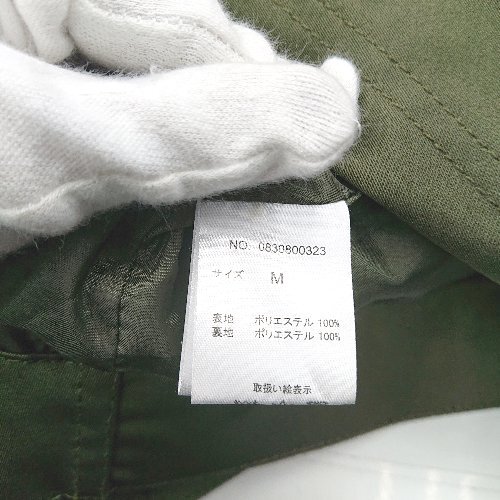 NO. 0830800323
サイズ M
表地 ポリエステル 100%
裏地 ポリエステル 100%
取扱い絵表示